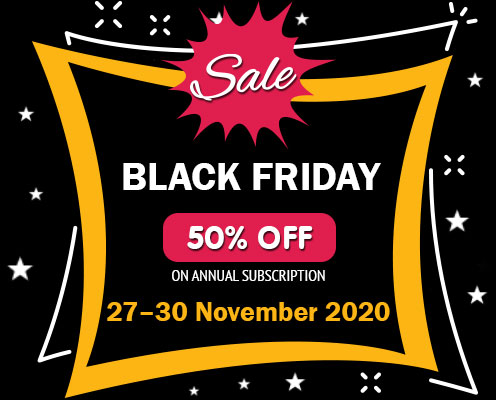 Sale
BLACK FRIDAY
50% OFF
ON ANNUAL SUBSCRIPTION
27–30 November 2020